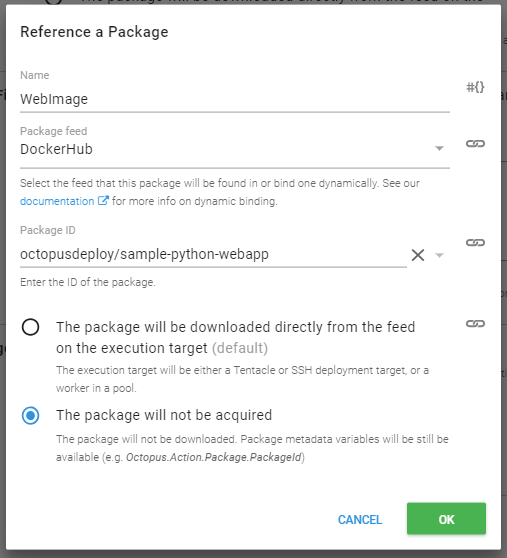 Reference a Package
Name
#{}
WebImage
Package feed
DockerHub
Select the feed that this package will be found in or bind one dynamically. See our
documentation for more info on dynamic binding.
Package ID
octopusdeploy/sample-python-webapp
Enter the ID of the package.
The package will be downloaded directly from the feed
on the execution target (default)
The execution target will be either a Tentacle or SSH deployment target, or a
worker in a pool.
The package will not be acquired
The package will not be downloaded. Package metadata variables will be still be
available (e.g. Octopus.Action.Package.PackageId)
CANCEL
OK